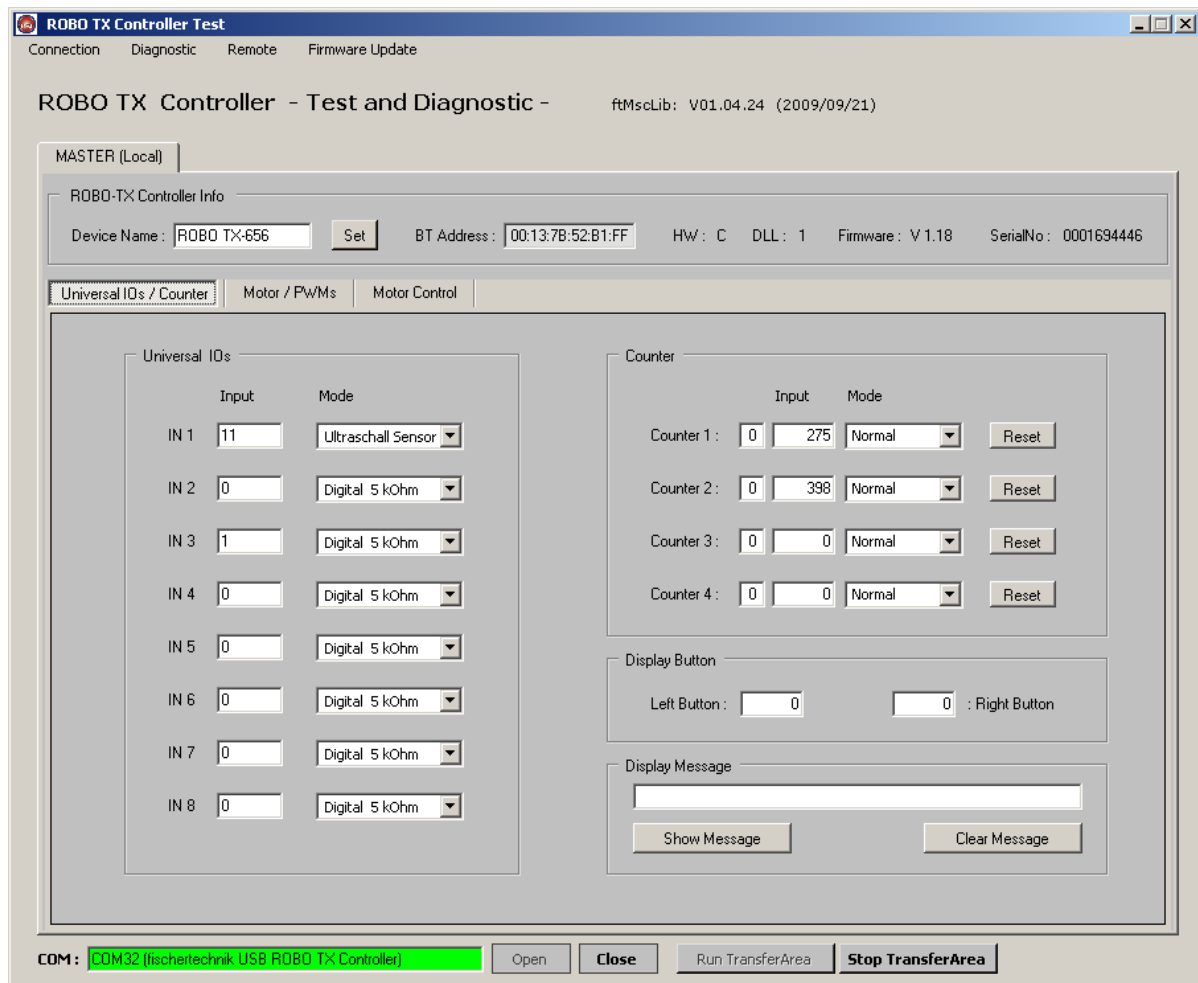 ROBO TX Controller Test
Connection Diagnostic Remote Firmware Update
ROBO TX Controller - Test and Diagnostic - ftMscLib: V01.04.24 (2009/09/21)
MASTER (Local)
ROBO-TX Controller Info
Device Name : ROBO TX-656 Set BT Address : 00:13:7B:52:B1:FF HW : C DLL : 1 Firmware : V 1.18 SerialNo : 0001694446
Universal IOs / Counter Motor / PWMs Motor Control
Universal IOs
Input Mode
IN 1 11 Ultraschall Sensor
IN 2 0 Digital 5 kOhm
IN 3 1 Digital 5 kOhm
IN 4 0 Digital 5 kOhm
IN 5 0 Digital 5 kOhm
IN 6 0 Digital 5 kOhm
IN 7 0 Digital 5 kOhm
IN 8 0 Digital 5 kOhm
Counter
Input Mode
Counter 1 : 0 275 Normal Reset
Counter 2 : 0 398 Normal Reset
Counter 3 : 0 0 Normal Reset
Counter 4 : 0 0 Normal Reset
Display Button
Left Button : 0 0 : Right Button
Display Message
Show Message Clear Message
COM : COM32 (fischertechnik USB ROBO TX Controller) Open Close Run TransferArea Stop TransferArea